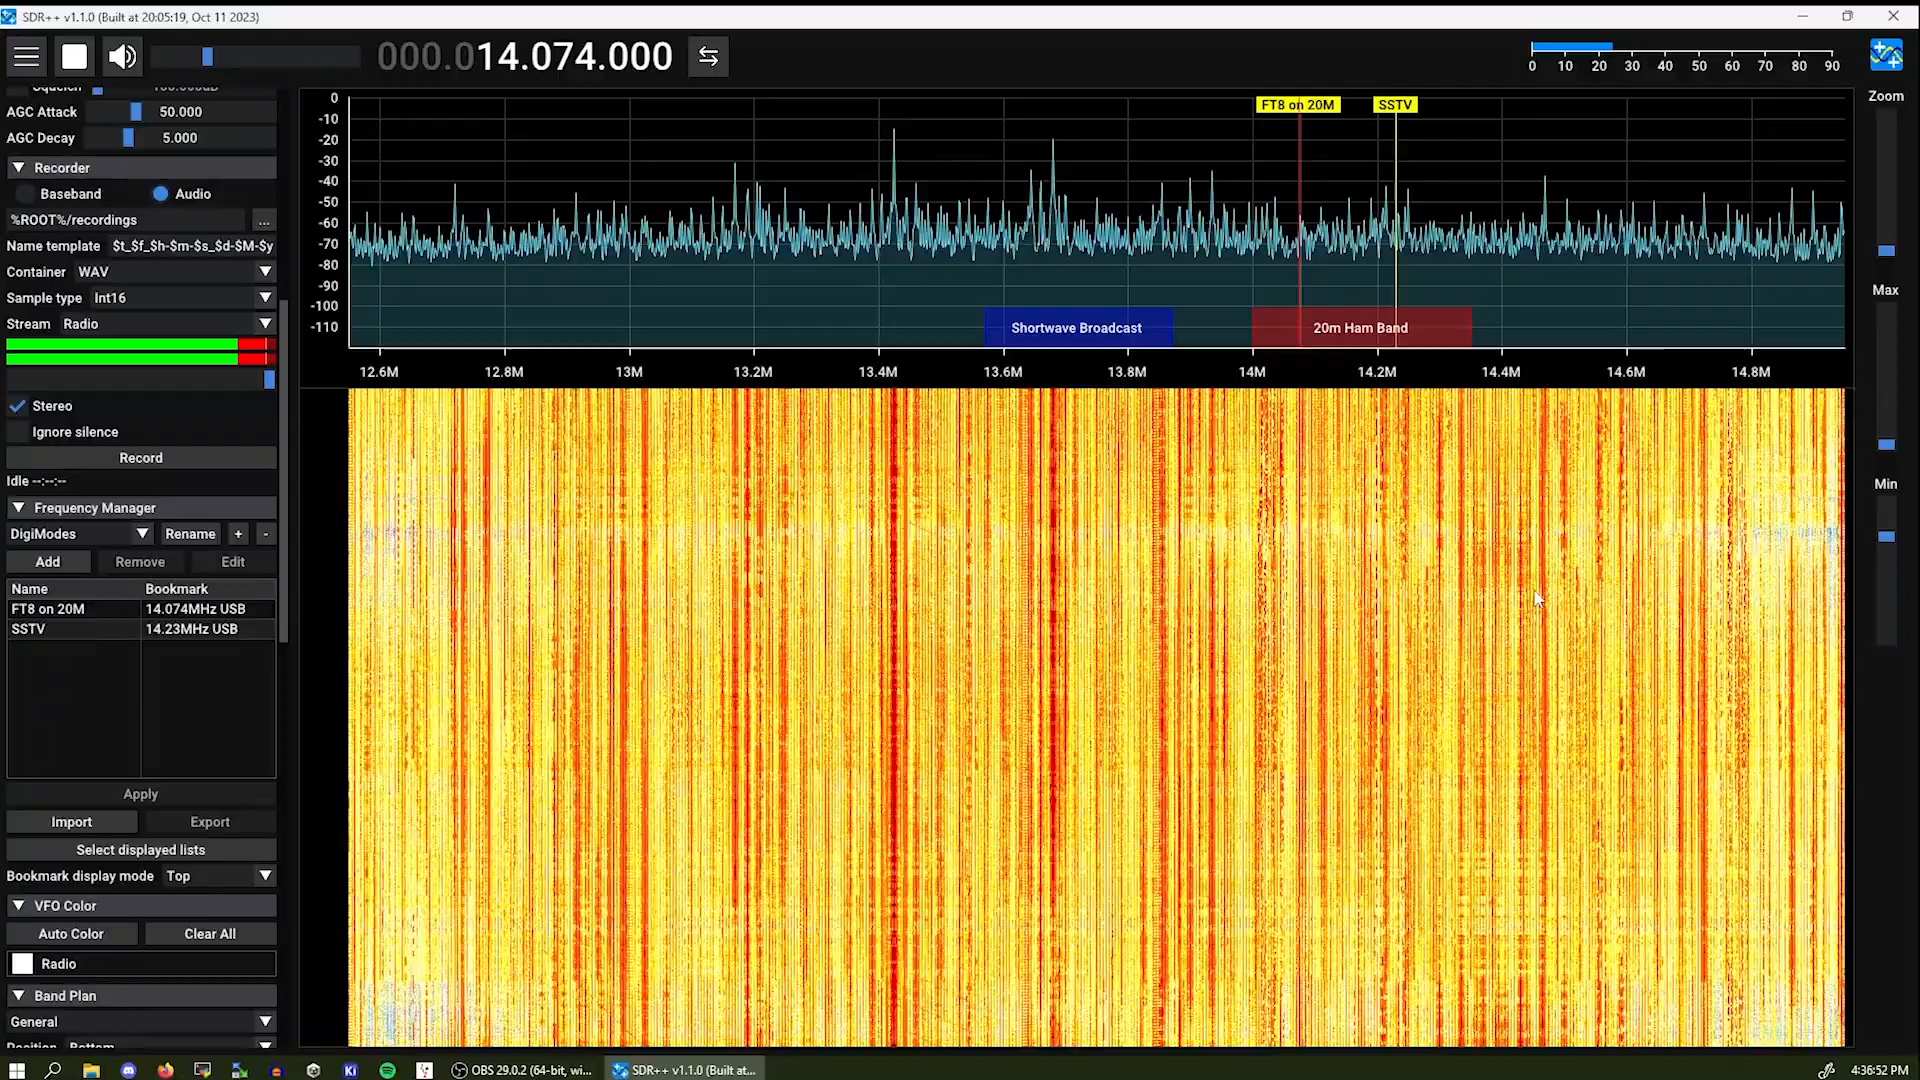 SDR++ v1.1.0 (Built at 20:05:19, Oct 11 2023)
000.014.074.000
0 10 20 30 40 50 60 70 80 90
Squelch -100.000dB
AGC Attack 50.000
AGC Decay 5.000
Recorder
Baseband Audio
%ROOT%/recordings ...
Name template $t_$f_$h-$m-$s_$d-$M-$y
Container WAV
Sample type Int16
Stream Radio
Stereo
Ignore silence
Record
Idle --:--:--
Frequency Manager
DigiModes Rename + -
Add Remove Edit
Name Bookmark
FT8 on 20M 14.074MHz USB
SSTV 14.23MHz USB
Apply
Import Export
Select displayed lists
Bookmark display mode Top
VFO Color
Auto Color Clear All
Radio
Band Plan
General
Position Bottom
FT8 on 20M SSTV
0
-10
-20
-30
-40
-50
-60
-70
-80
-90
-100
-110
Shortwave Broadcast 20m Ham Band
12.6M 12.8M 13M 13.2M 13.4M 13.6M 13.8M 14M 14.2M 14.4M 14.6M 14.8M
Zoom
Max
Min
Ki
OBS 29.0.2 (64-bit, wi...
SDR++ v1.1.0 (Built at...
4:36:52 PM